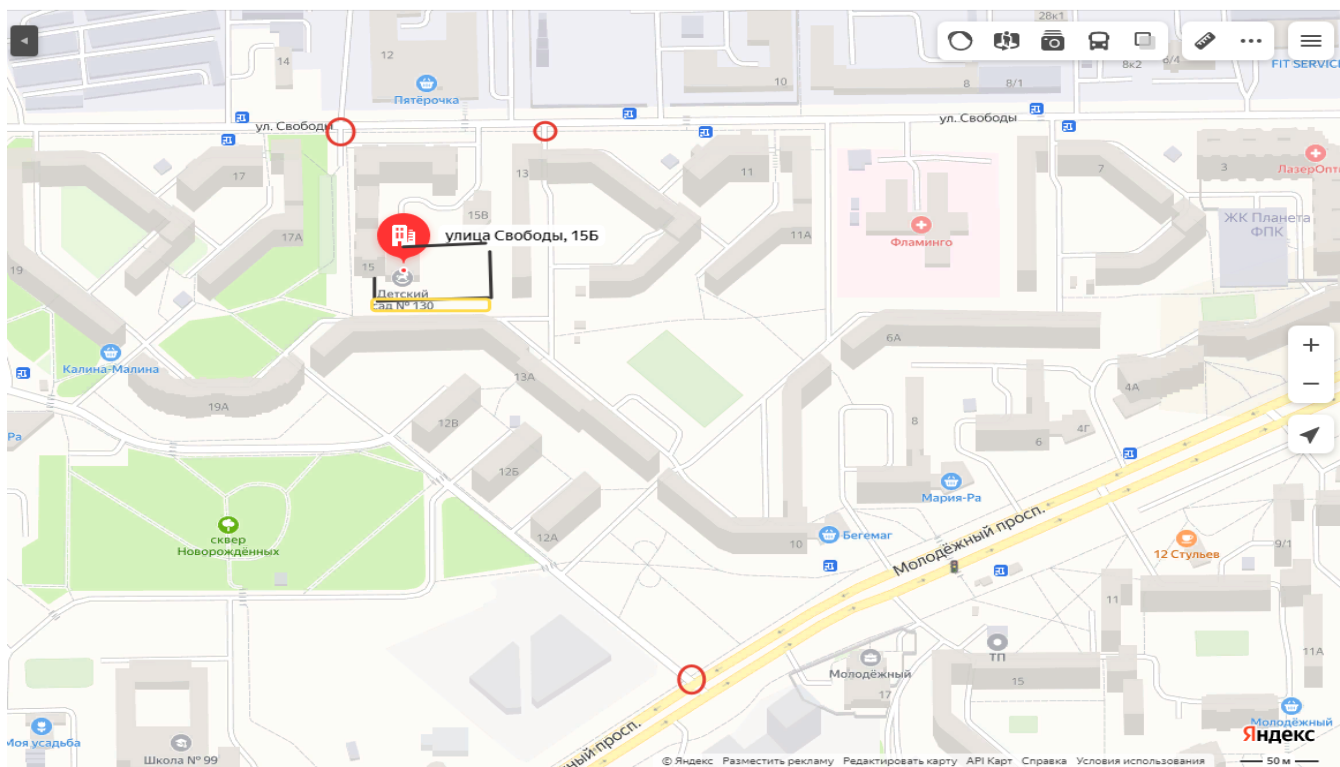 28к1
14
12
10
8
8/1
8к2
6/4
FIT SERVICE
Пятёрочка
ул. Свободы
ул. Свободы
17
13
11
7
3
ЛазерОпти
15В
17А
11А
улица Свободы, 15Б
Фламинго
ЖК Планета
ФПК
19
15
Детский
сад № 130
6А
Калина-Малина
13А
4А
19А
12В
8
6
4Г
Ра
12Б
Мария-Ра
сквер
Новорождённых
12А
10
Бегемаг
Молодёжный просп.
12 Стульев
9/1
11
ТП
11А
Молодёжный
15
17
Молодёжный
Моя усадьба
Школа № 99
ный просп.
Яндекс
© Яндекс Разместить рекламу Редактировать карту API Карт Справка Условия использования 50 м